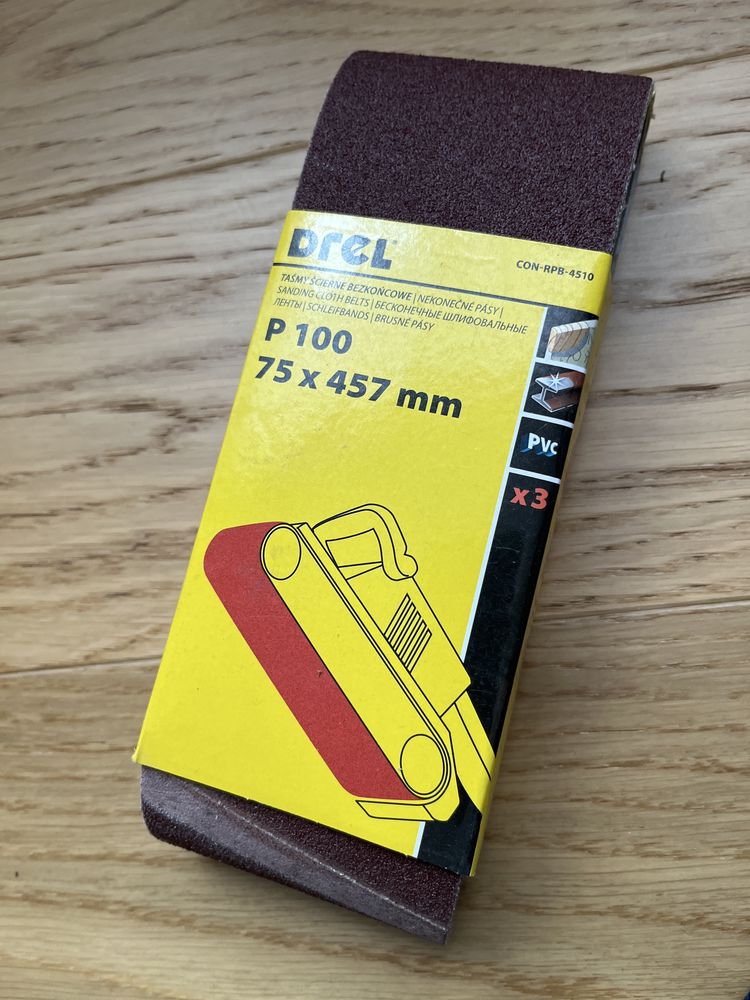 DREL
CON-RPB-4510
TAŚMY ŚCIERNE BEZKOŃCOWE | NEKONEČNÉ PÁSY |
SANDING CLOTH BELTS | БЕСКОНЕЧНЫЕ ШЛИФОВАЛЬНЫЕ
ЛЕНТЫ | SCHLEIFBANDS | BRUSNÉ PÁSY
P 100
75 x 457 mm
PVC
x3